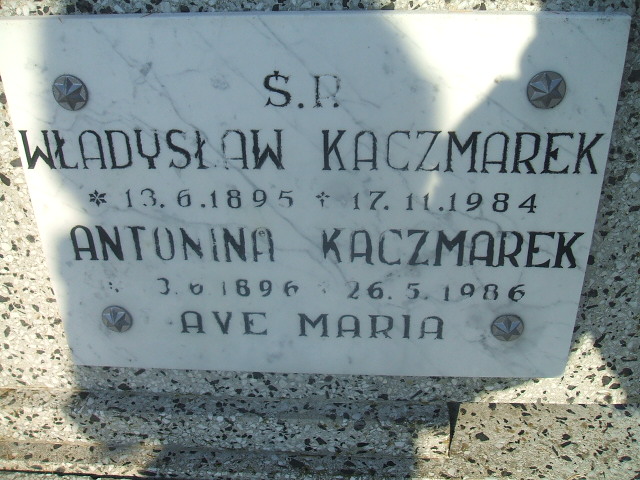 Ś.P.
WŁADYSŁAW KACZMAREK
* 13.6.1895 + 17.11.1984
ANTONINA KACZMAREK
3.6 1896 26.5.1986
AVE MARIA